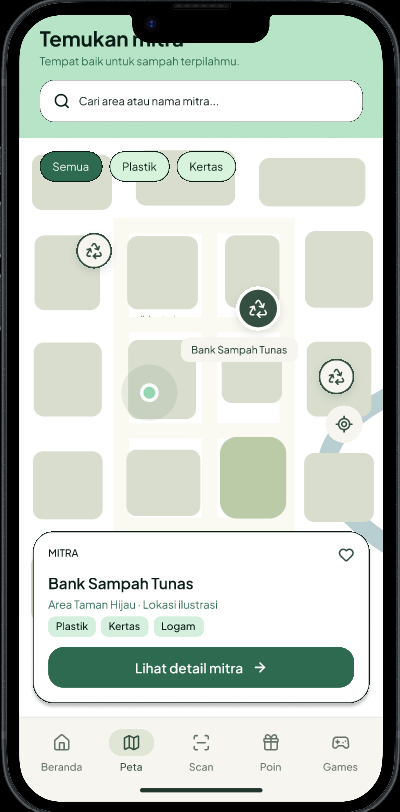 Temukan mitra
Tempat baik untuk sampah terpilahmu.
Cari area atau nama mitra...
Semua
Plastik
Kertas
Bank Sampah Tunas
MITRA
Bank Sampah Tunas
Area Taman Hijau · Lokasi ilustrasi
Plastik
Kertas
Logam
Lihat detail mitra →
Beranda
Peta
Scan
Poin
Games